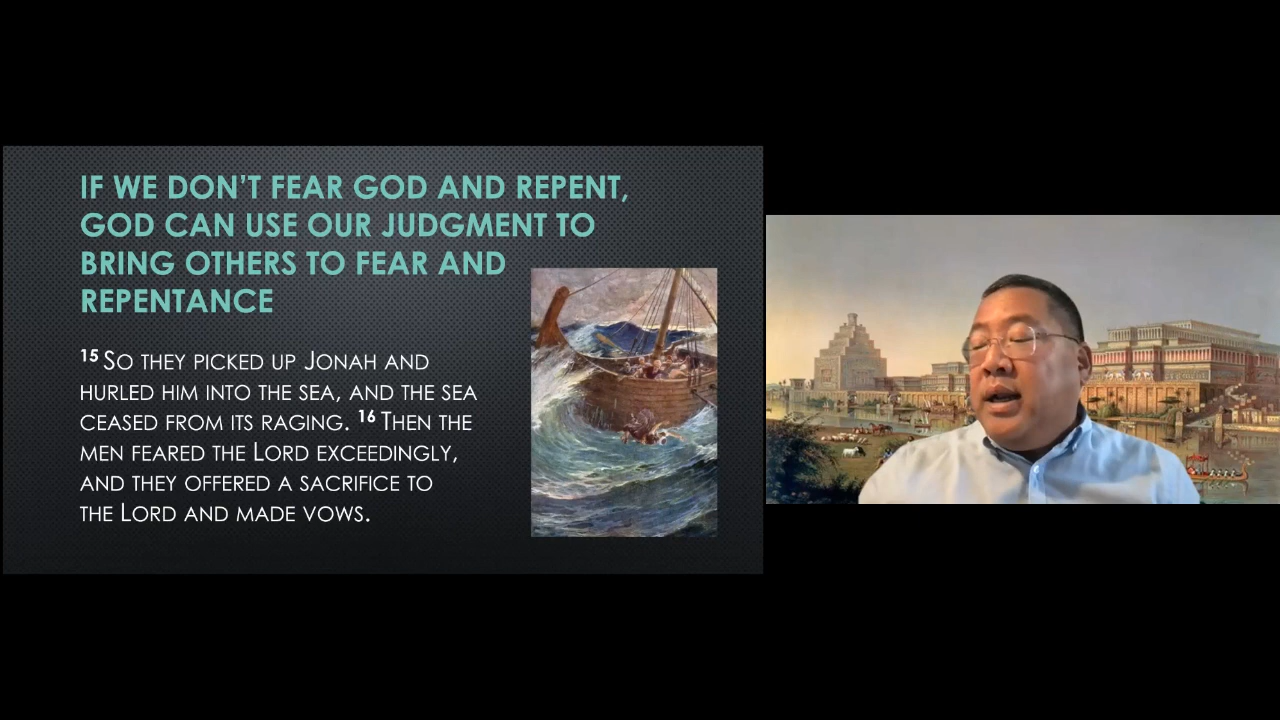 IF WE DON'T FEAR GOD AND REPENT,
GOD CAN USE OUR JUDGMENT TO
BRING OTHERS TO FEAR AND
REPENTANCE
15 So they picked up Jonah and
hurled him into the sea, and the sea
ceased from its raging. 16 Then the
men feared the Lord exceedingly,
and they offered a sacrifice to
the Lord and made vows.